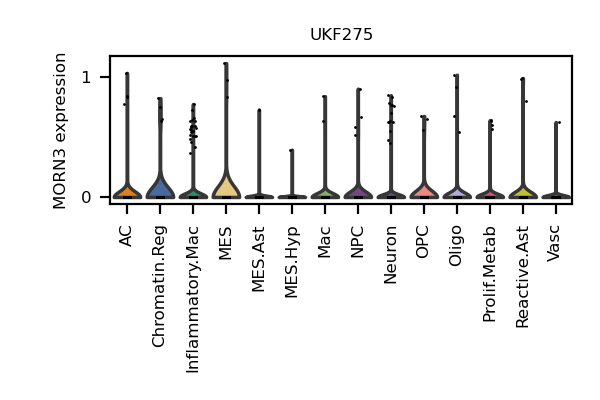 UKF275
MORN3 expression
1
0
AC
Chromatin.Reg
Inflammatory.Mac
MES
MES.Ast
MES.Hyp
Mac
NPC
Neuron
OPC
Oligo
Prolif.Metab
Reactive.Ast
Vasc